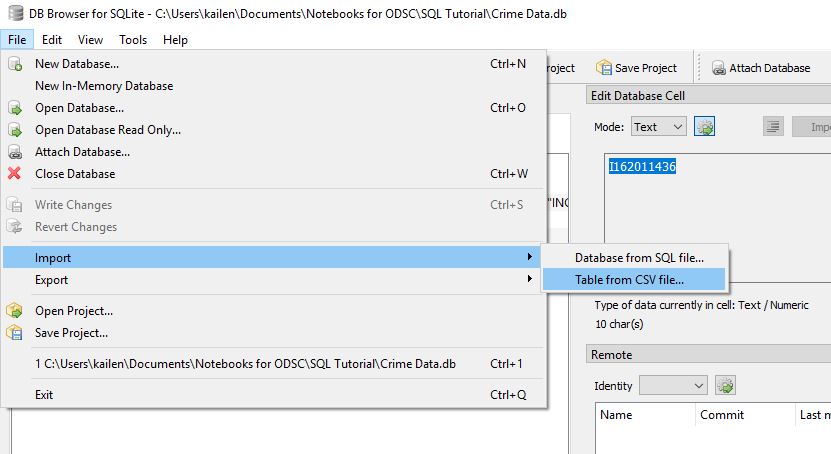 DB Browser for SQLite - C:\Users\kailen\Documents\Notebooks for ODSC\SQL Tutorial\Crime Data.db
File Edit View Tools Help
New Database... Ctrl+N
New In-Memory Database
Open Database... Ctrl+O
Open Database Read Only...
Attach Database...
Close Database Ctrl+W
Write Changes Ctrl+S
Revert Changes
Import
Export
Open Project...
Save Project...
1 C:\Users\kailen\Documents\Notebooks for ODSC\SQL Tutorial\Crime Data.db Ctrl+1
Exit Ctrl+Q
Database from SQL file...
Table from CSV file...
Save Project Attach Database
Edit Database Cell
Mode: Text
I162011436
Type of data currently in cell: Text / Numeric
10 char(s)
Remote
Identity
Name Commit